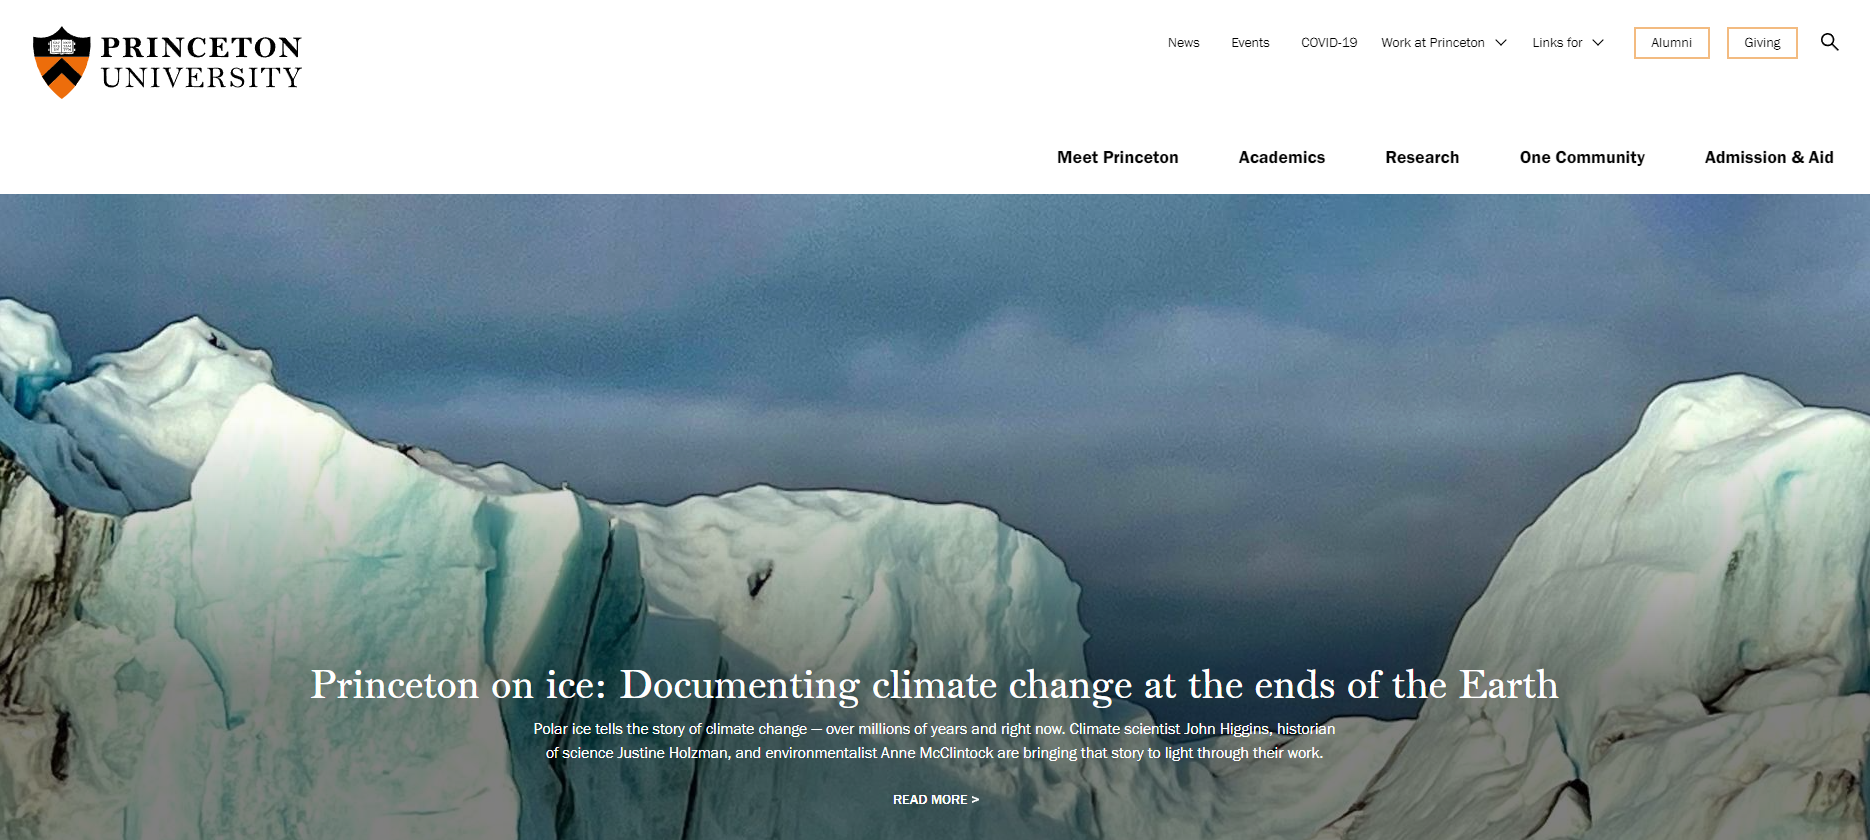 PRINCETON
UNIVERSITY
News Events COVID-19 Work at Princeton Links for Alumni Giving
Meet Princeton Academics Research One Community Admission & Aid
Princeton on ice: Documenting climate change at the ends of the Earth
Polar ice tells the story of climate change — over millions of years and right now. Climate scientist John Higgins, historian
of science Justine Holzman, and environmentalist Anne McClintock are bringing that story to light through their work.
READ MORE >